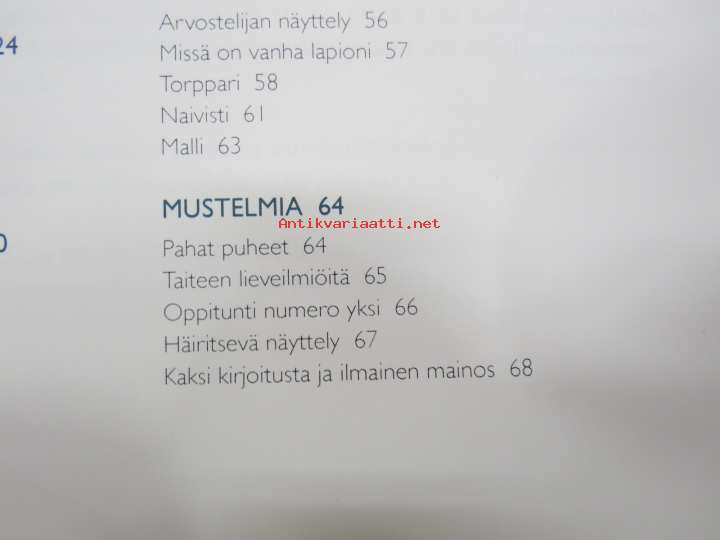 Arvostelijan näyttely 56
24
Missä on vanha lapioni 57
Torppari 58
Naivisti 61
Malli 63
MUSTELMIA 64
Antikvariaatti.net
0
Pahat puheet 64
Taiteen lieveilmiöitä 65
Oppitunti numero yksi 66
Häiritsevä näyttely 67
Kaksi kirjoitusta ja ilmainen mainos 68